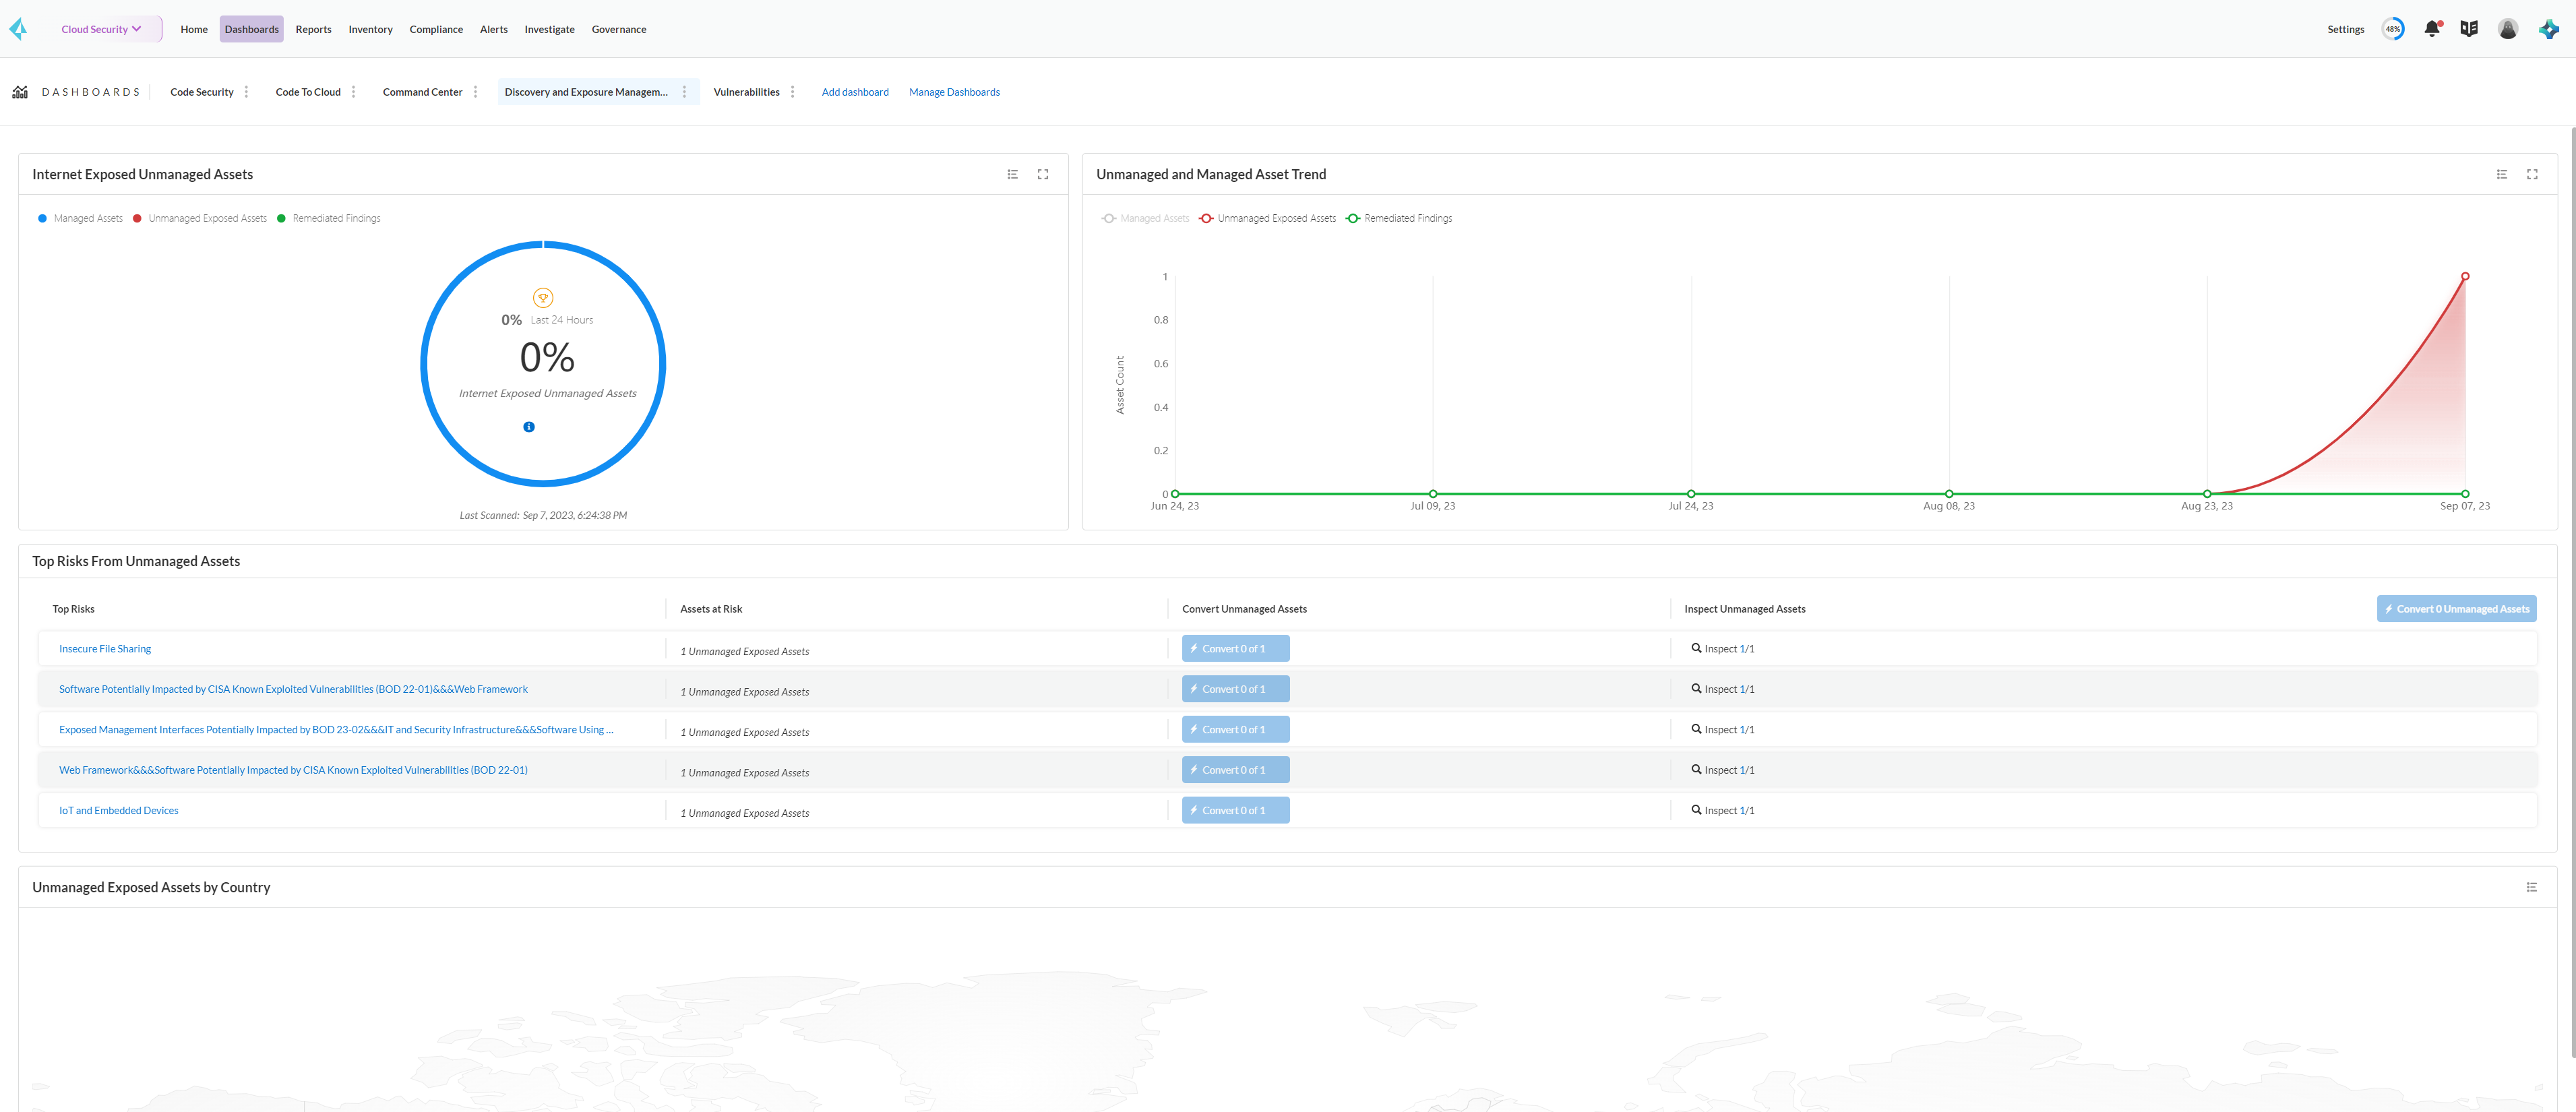 Cloud Security
Home
Dashboards
Reports
Inventory
Compliance
Alerts
Investigate
Governance
Settings
48%
DASHBOARDS
Code Security
Code To Cloud
Command Center
Discovery and Exposure Managem...
Vulnerabilities
Add dashboard
Manage Dashboards
Internet Exposed Unmanaged Assets
Managed Assets
Unmanaged Exposed Assets
Remediated Findings
0% Last 24 Hours
0%
Internet Exposed Unmanaged Assets
Last Scanned: Sep 7, 2023, 6:24:38 PM
Unmanaged and Managed Asset Trend
Managed Assets
Unmanaged Exposed Assets
Remediated Findings
Asset Count
1
0.8
0.6
0.4
0.2
0
Jun 24, 23
Jul 09, 23
Jul 24, 23
Aug 08, 23
Aug 23, 23
Sep 07, 23
Top Risks From Unmanaged Assets
Top Risks
Assets at Risk
Convert Unmanaged Assets
Inspect Unmanaged Assets
Convert 0 Unmanaged Assets
Insecure File Sharing
1 Unmanaged Exposed Assets
Convert 0 of 1
Inspect 1/1
Software Potentially Impacted by CISA Known Exploited Vulnerabilities (BOD 22-01)&&&Web Framework
1 Unmanaged Exposed Assets
Convert 0 of 1
Inspect 1/1
Exposed Management Interfaces Potentially Impacted by BOD 23-02&&&IT and Security Infrastructure&&&Software Using ...
1 Unmanaged Exposed Assets
Convert 0 of 1
Inspect 1/1
Web Framework&&&Software Potentially Impacted by CISA Known Exploited Vulnerabilities (BOD 22-01)
1 Unmanaged Exposed Assets
Convert 0 of 1
Inspect 1/1
IoT and Embedded Devices
1 Unmanaged Exposed Assets
Convert 0 of 1
Inspect 1/1
Unmanaged Exposed Assets by Country